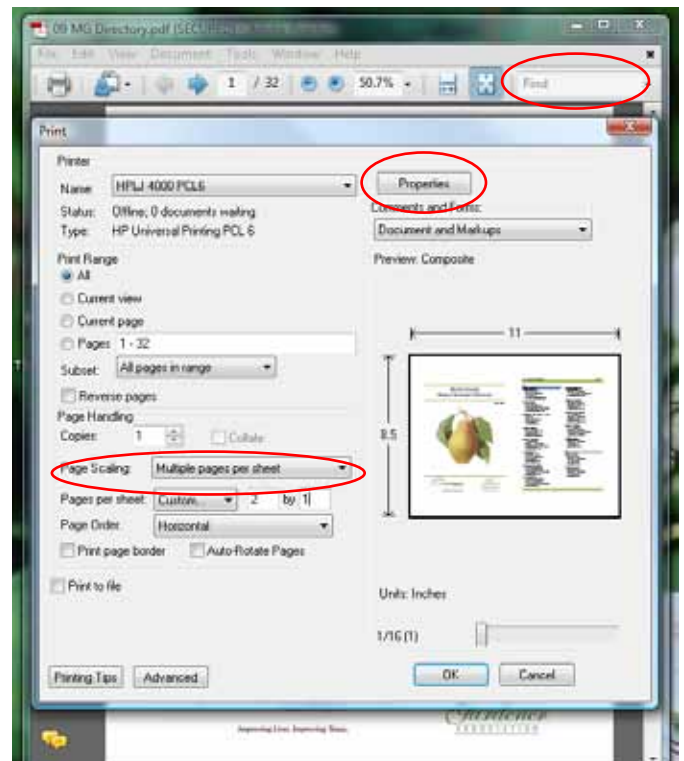 09 MG Directory.pdf (SECURED)
File Edit View Document Tools Window Help
1 / 32 50.7% Find
Print
Printer
Name: HPLJ 4000 PCL6 Properties
Status: Offline; 0 documents waiting Comments and Forms:
Type: HP Universal Printing PCL 6 Document and Markups
Print Range Preview: Composite
All
Current view
Current page
Pages 1 - 32
Subset: All pages in range
Reverse pages
Page Handling
Copies: 1 Collate
Page Scaling: Multiple pages per sheet
Pages per sheet: Custom... 2 by 1
Page Order: Horizontal
Print page border Auto-Rotate Pages
Print to file
11
8.5
Units: Inches
1/16 (1)
Printing Tips Advanced OK Cancel
Improving Lives. Improving Texas.
Gardener
ASSOCIATION